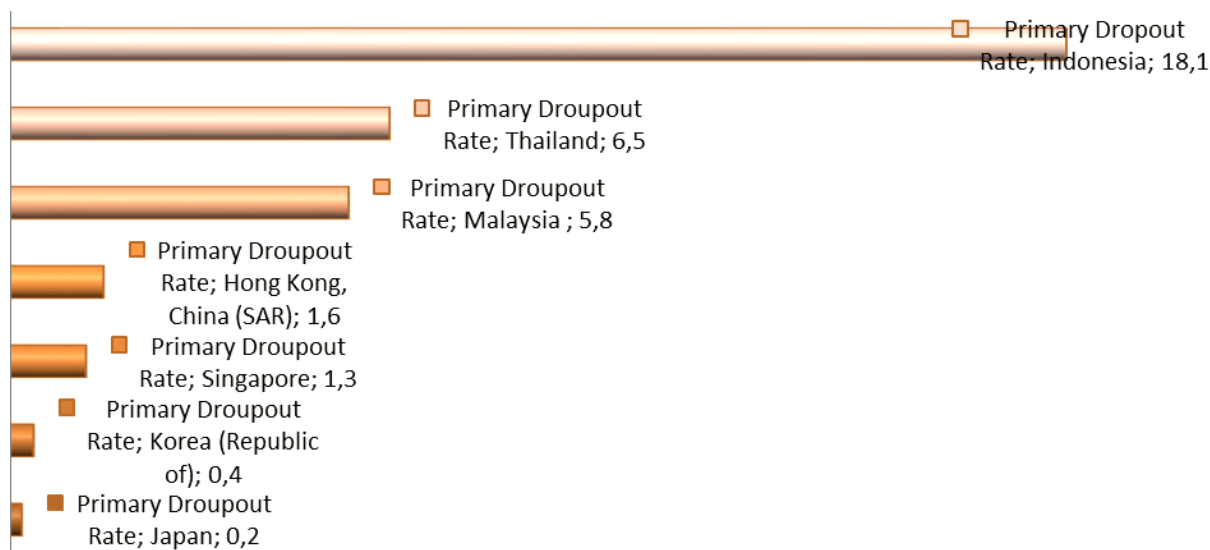 Primary Dropout
Rate; Indonesia; 18,1
Primary Droupout
Rate; Thailand; 6,5
Primary Droupout
Rate; Malaysia ; 5,8
Primary Droupout
Rate; Hong Kong,
China (SAR); 1,6
Primary Droupout
Rate; Singapore; 1,3
Primary Droupout
Rate; Korea (Republic
of); 0,4
Primary Droupout
Rate; Japan; 0,2